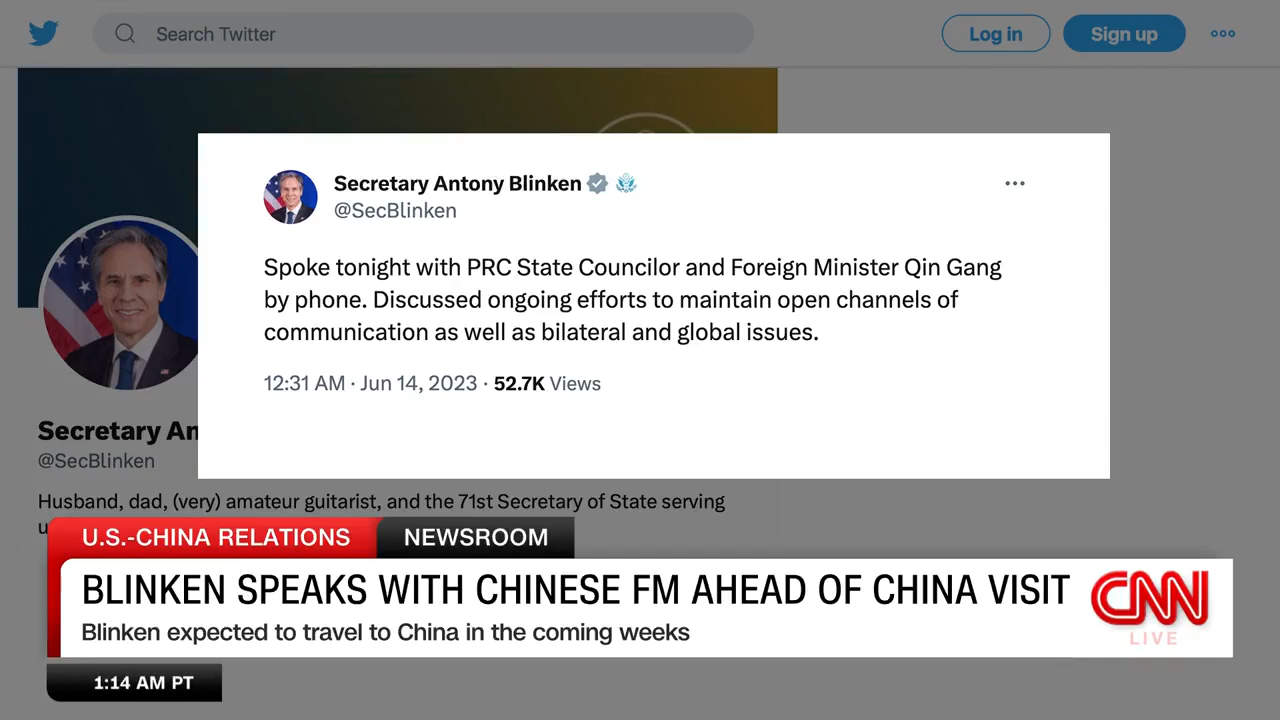 Search Twitter
Log in
Sign up
Secretary Antony Blinken
@SecBlinken
Spoke tonight with PRC State Councilor and Foreign Minister Qin Gang
by phone. Discussed ongoing efforts to maintain open channels of
communication as well as bilateral and global issues.
12:31 AM · Jun 14, 2023 · 52.7K Views
Secretary An
@SecBlinken
Husband, dad, (very) amateur guitarist, and the 71st Secretary of State serving
U.S.-CHINA RELATIONS
NEWSROOM
BLINKEN SPEAKS WITH CHINESE FM AHEAD OF CHINA VISIT
Blinken expected to travel to China in the coming weeks
CNN
LIVE
1:14 AM PT